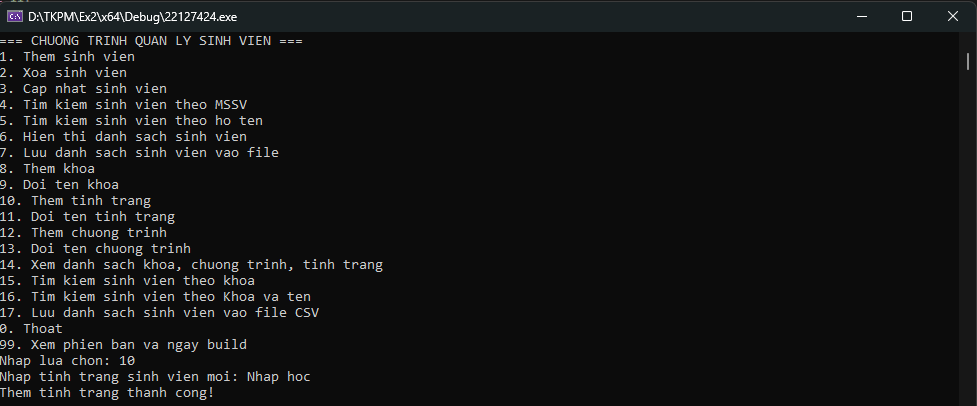 D:\TKPM\Ex2\x64\Debug\22127424.exe
=== CHUONG TRINH QUAN LY SINH VIEN ===
1. Them sinh vien
2. Xoa sinh vien
3. Cap nhat sinh vien
4. Tim kiem sinh vien theo MSSV
5. Tim kiem sinh vien theo ho ten
6. Hien thi danh sach sinh vien
7. Luu danh sach sinh vien vao file
8. Them khoa
9. Doi ten khoa
10. Them tinh trang
11. Doi ten tinh trang
12. Them chuong trinh
13. Doi ten chuong trinh
14. Xem danh sach khoa, chuong trinh, tinh trang
15. Tim kiem sinh vien theo khoa
16. Tim kiem sinh vien theo Khoa va ten
17. Luu danh sach sinh vien vao file CSV
0. Thoat
99. Xem phien ban va ngay build
Nhap lua chon: 10
Nhap tinh trang sinh vien moi: Nhap hoc
Them tinh trang thanh cong!